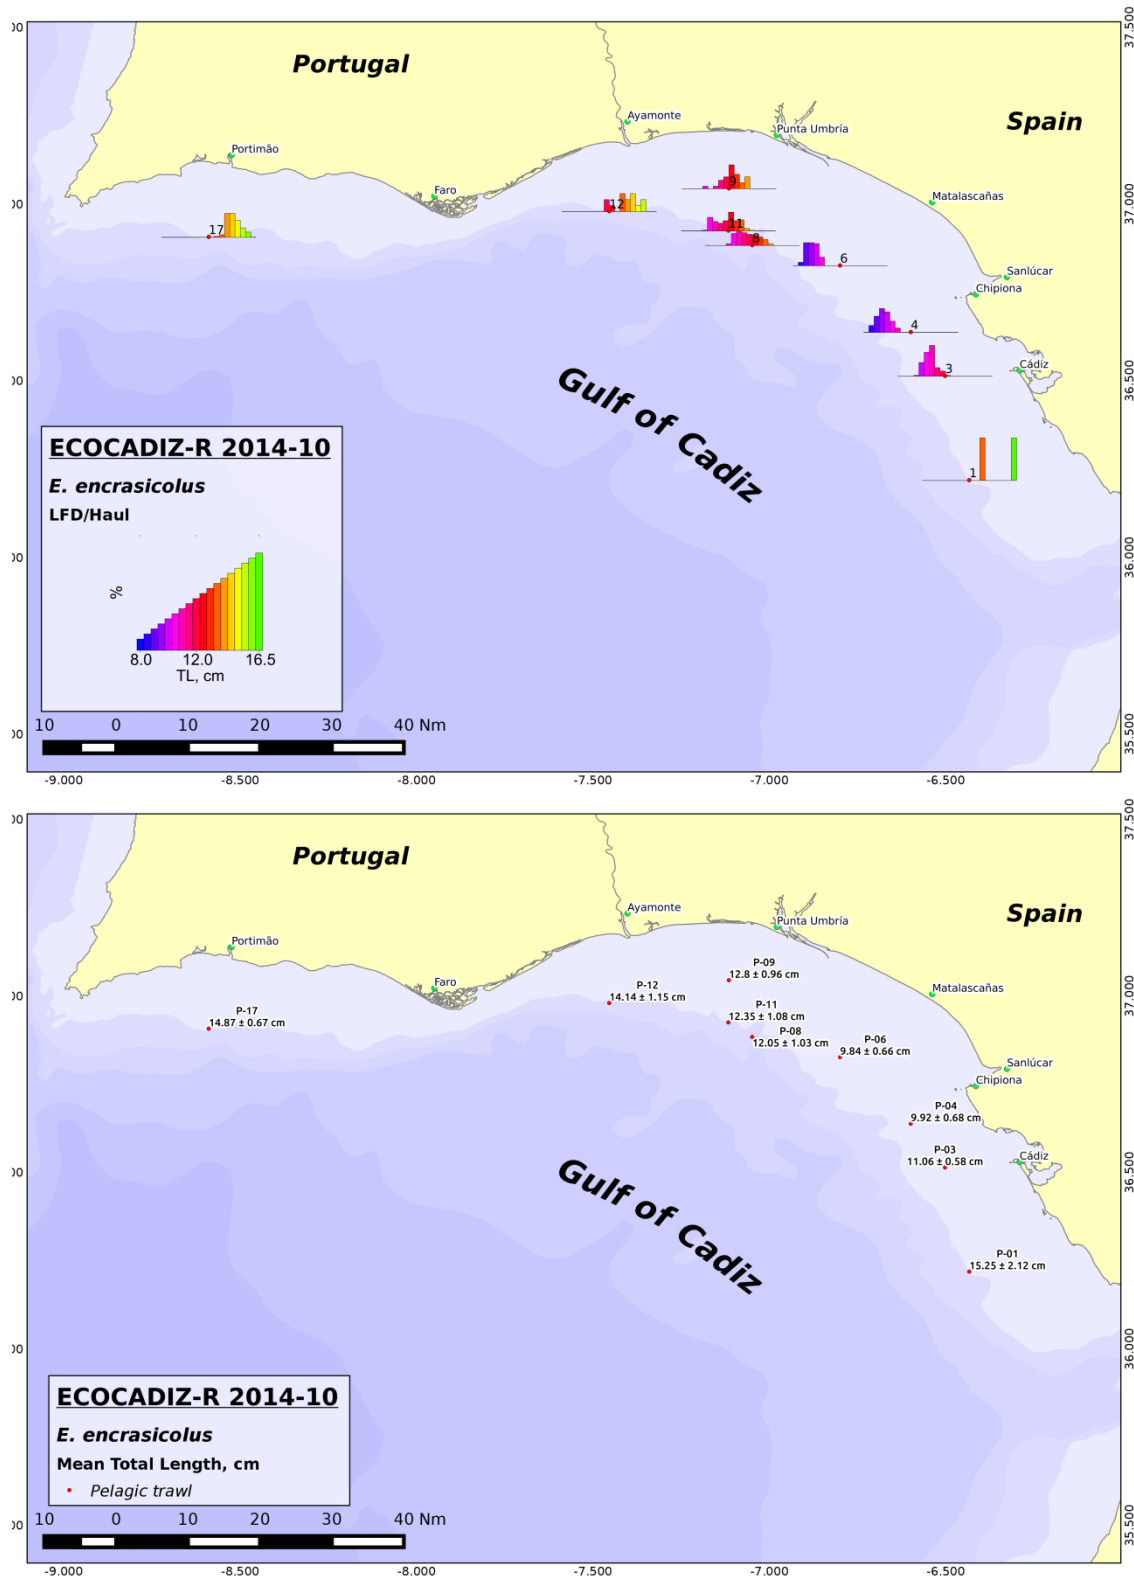 37.500
Portugal
Spain
Ayamonte
Punta Umbría
Portimão
Faro
Matalascañas
37.000
9
12
17
11
8
6
Sanlúcar
Chipiona
4
3
Cádiz
36.500
Gulf of Cadiz
1
ECOCADIZ-R 2014-10
E. encrasicolus
LFD/Haul
%
8.0 12.0 16.5
TL, cm
36.000
35.500
10 0 10 20 30 40 Nm
-9.000 -8.500 -8.000 -7.500 -7.000 -6.500
37.500
Portugal
Spain
Ayamonte
Punta Umbría
Portimão
Faro
Matalascañas
37.000
P-09
12.8 ± 0.96 cm
P-12
14.14 ± 1.15 cm
P-17
14.87 ± 0.67 cm
P-11
12.35 ± 1.08 cm
P-08
12.05 ± 1.03 cm
P-06
9.84 ± 0.66 cm
Sanlúcar
Chipiona
P-04
9.92 ± 0.68 cm
P-03
11.06 ± 0.58 cm
Cádiz
36.500
Gulf of Cadiz
P-01
15.25 ± 2.12 cm
36.000
ECOCADIZ-R 2014-10
E. encrasicolus
Mean Total Length, cm
Pelagic trawl
35.500
10 0 10 20 30 40 Nm
-9.000 -8.500 -8.000 -7.500 -7.000 -6.500